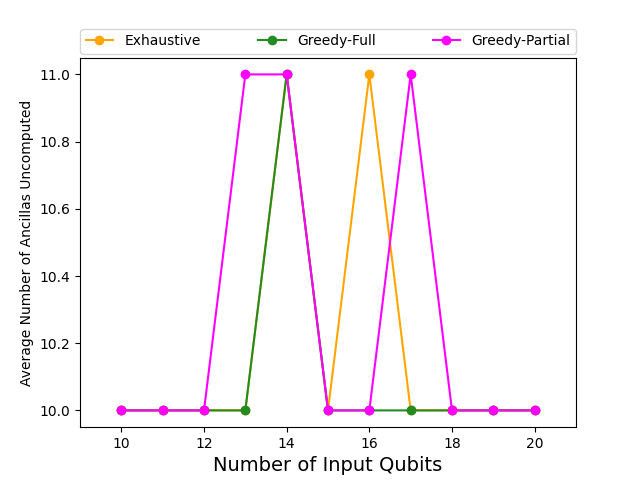 Exhaustive Greedy-Full Greedy-Partial
11.0
10.8
10.6
10.4
10.2
10.0
Average Number of Ancillas Uncomputed
10 12 14 16 18 20
Number of Input Qubits